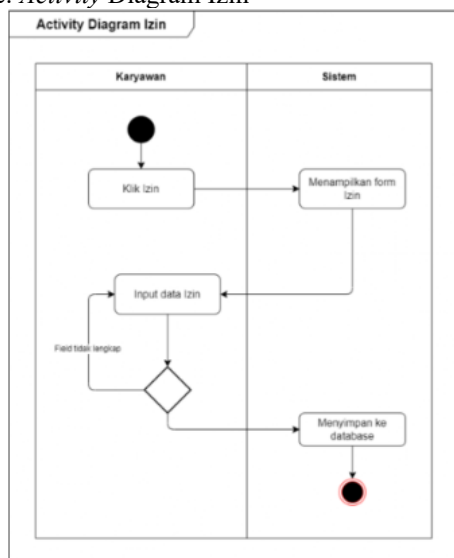 Activity Diagram Izin
Activity Diagram Izin
Karyawan
Sistem
Klik Izin
Menampilkan form
Izin
Input data Izin
Field tidak lengkap
Menyimpan ke
database